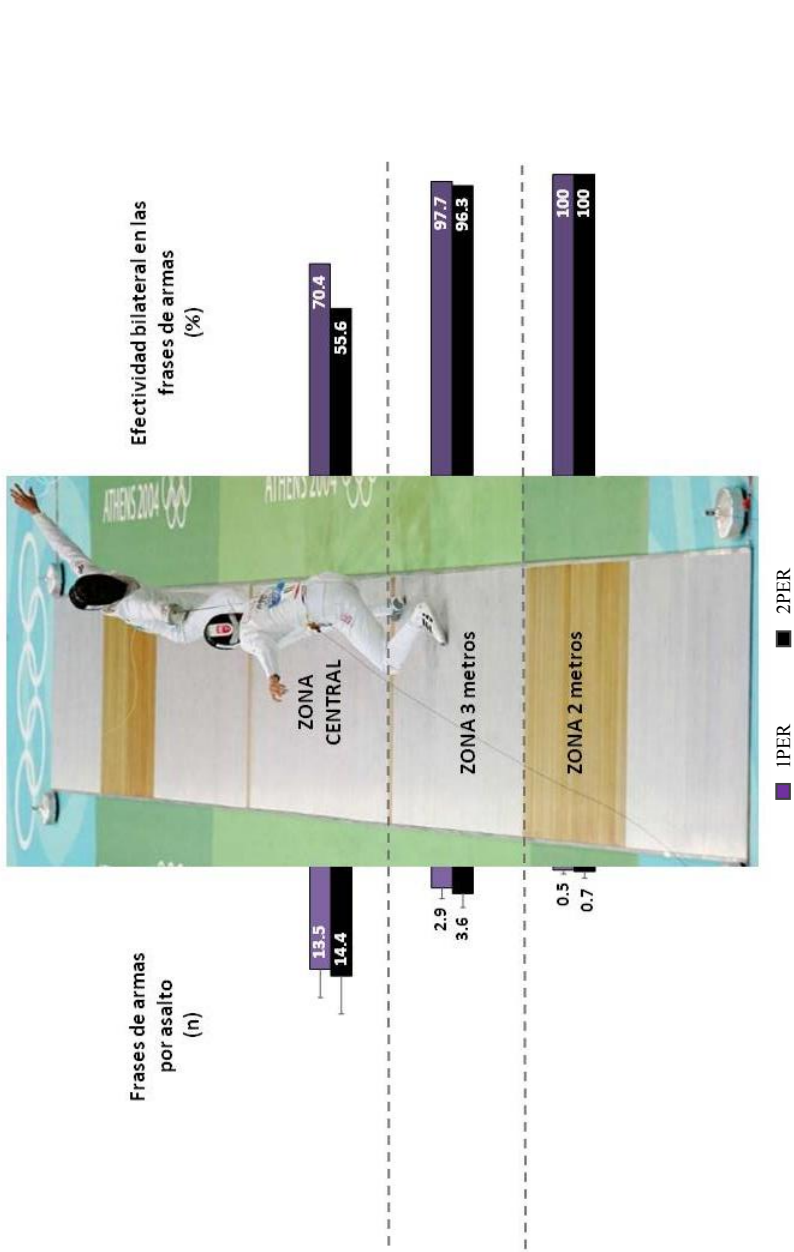 Frases de armas
por asalto
(n)
Efectividad bilateral en las
frases de armas
(%)
ATHENS 2004
ATHENS 2004
ZONA
CENTRAL
13.5
14.4
70.4
55.6
ZONA 3 metros
2.9
3.6
97.7
96.3
ZONA 2 metros
0.5
0.7
100
100
1PER
2PER